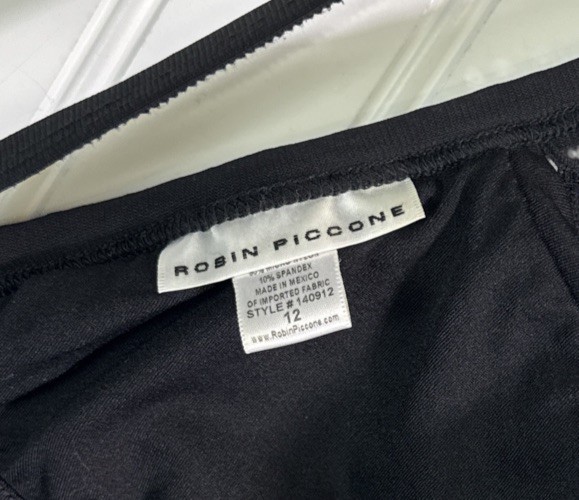 ROBIN PICCONE
10% SPANDEX
MADE IN MEXICO
OF IMPORTED FABRIC
STYLE # 140912
12
www.RobinPiccone.com